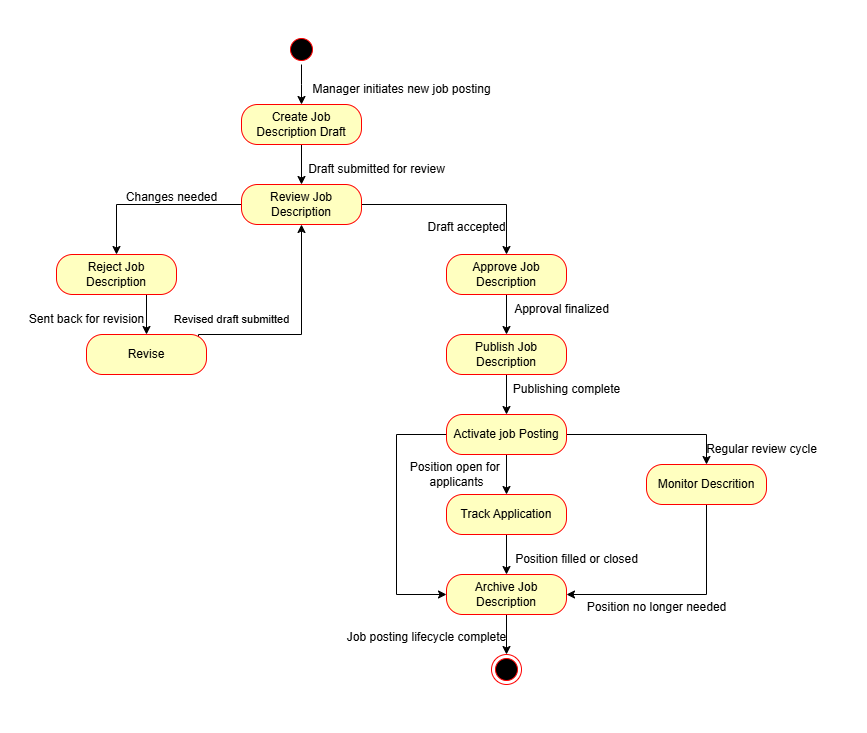 Manager initiates new job posting
Create Job
Description Draft
Draft submitted for review
Changes needed
Review Job
Description
Draft accepted
Reject Job
Description
Approve Job
Description
Sent back for revision
Revised draft submitted
Approval finalized
Revise
Publish Job
Description
Publishing complete
Activate job Posting
Regular review cycle
Position open for
applicants
Monitor Descrition
Track Application
Position filled or closed
Archive Job
Description
Position no longer needed
Job posting lifecycle complete